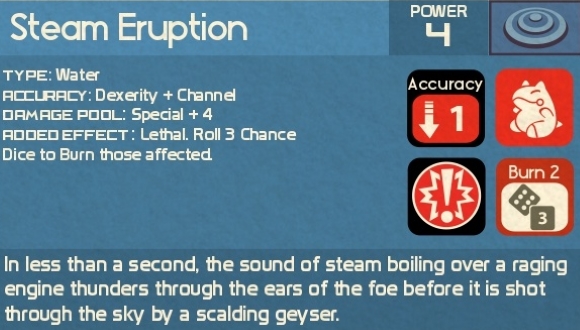 Steam Eruption
POWER
4
TYPE: Water
ACCURACY: Dexerity + Channel
DAMAGE POOL: Special + 4
ADDED EFFECT: Lethal. Roll 3 Chance
Dice to Burn those affected.
Accuracy
1
Burn 2
3
In less than a second, the sound of steam boiling over a raging
engine thunders through the ears of the foe before it is shot
through the sky by a scalding geyser.